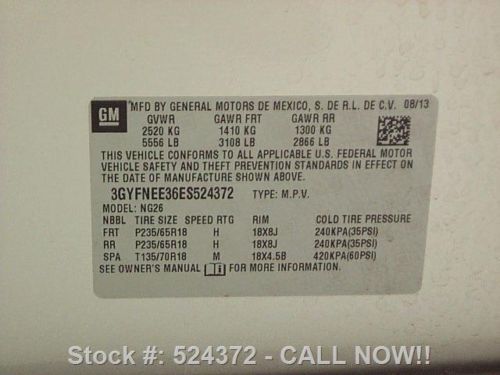 GM
MFD BY GENERAL MOTORS DE MEXICO, S. DE R.L. DE C.V. 08/13
GVWR GAWR FRT GAWR RR
2520 KG 1410 KG 1300 KG
5556 LB 3108 LB 2866 LB
THIS VEHICLE CONFORMS TO ALL APPLICABLE U.S. FEDERAL MOTOR
VEHICLE SAFETY AND THEFT PREVENTION STANDARDS IN EFFECT ON
THE DATE OF MANUFACTURE SHOWN ABOVE.
3GYFNEE36ES524372 TYPE: M.P.V.
MODEL: NG26
NBBL TIRE SIZE SPEED RTG RIM COLD TIRE PRESSURE
FRT P235/65R18 H 18X8J 240KPA(35PSI)
RR P235/65R18 H 18X8J 240KPA(35PSI)
SPA T135/70R18 M 18X4.5B 420KPA(60PSI)
SEE OWNER'S MANUAL FOR MORE INFORMATION.
Stock #: 524372 - CALL NOW!!